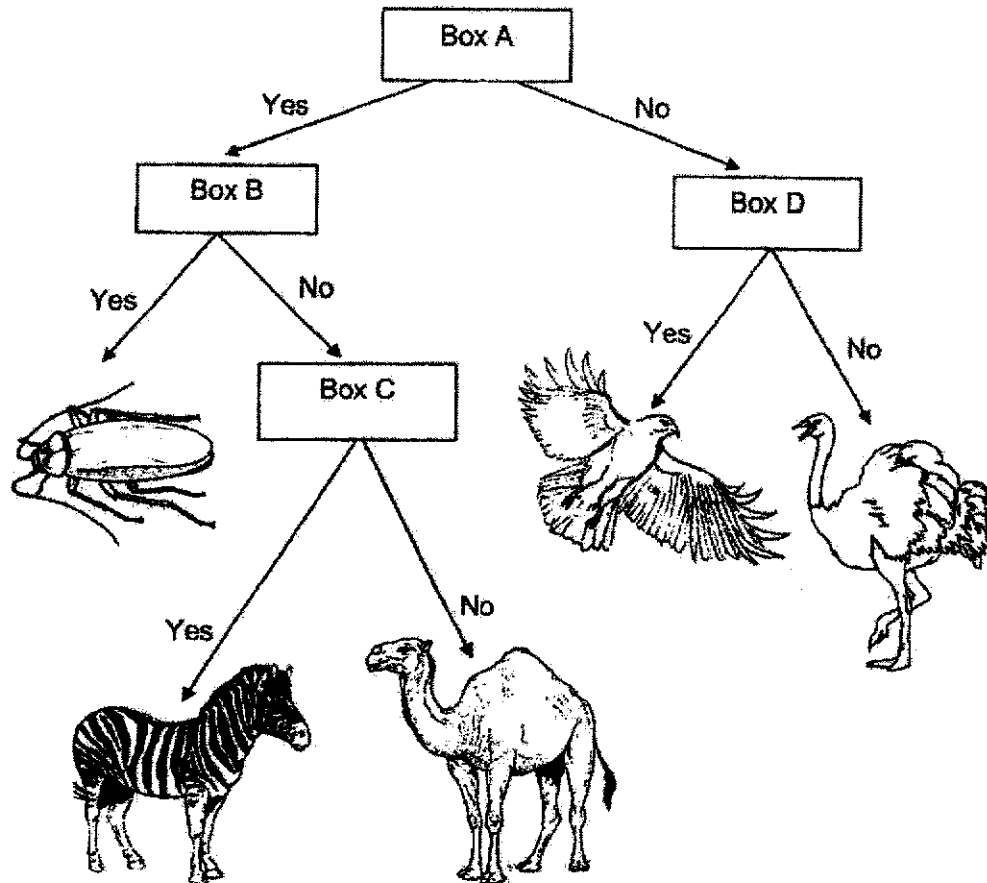 Box A
Yes
No
Box B
Box D
Yes
No
Yes
No
Box C
Yes
No